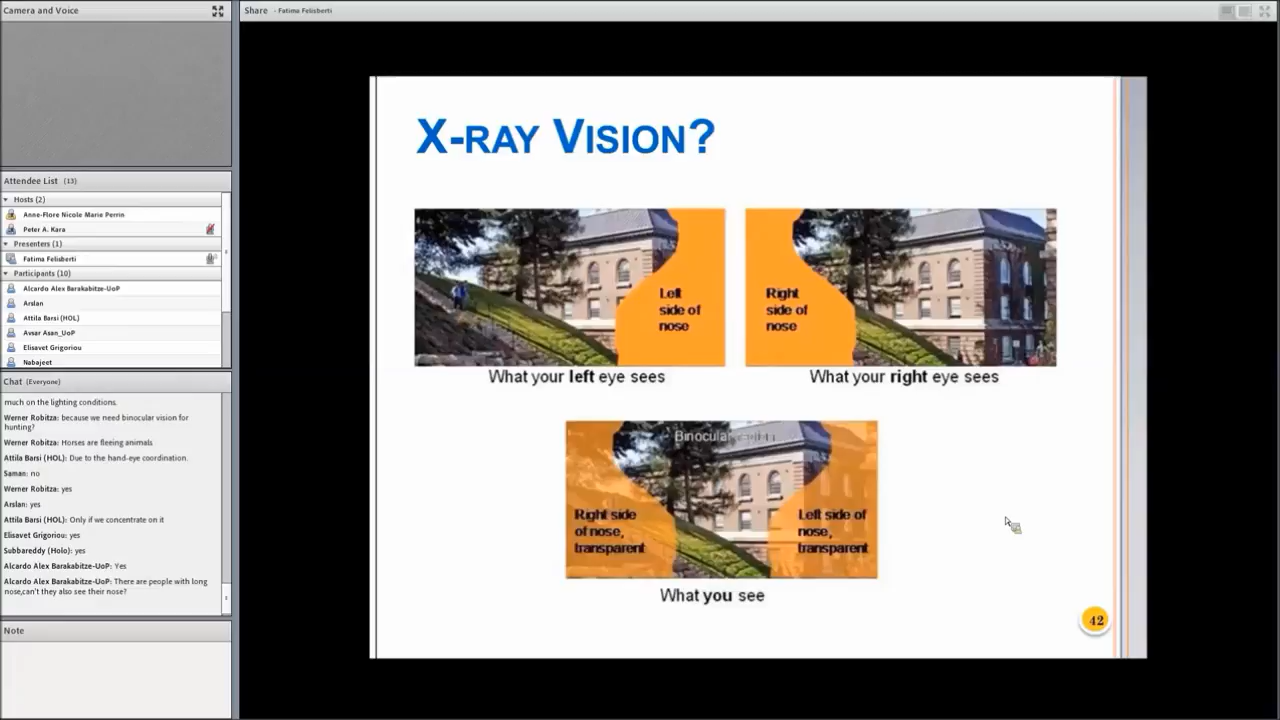 Camera and Voice
Share - Fatima Felisberti
Attendee List (13)
Hosts (2)
Anne-Flore Nicole Marie Perrin
Peter A. Kara
Presenters (1)
Fatima Felisberti
Participants (10)
Alcardo Alex Barakabitze-UoP
Arslan
Attila Barsi (HOL)
Avsar Asan_UoP
Elisavet Grigoriou
Nabajeet
Chat (Everyone)
much on the lighting conditions.
Werner Robitza: because we need binocular vision for
hunting?
Werner Robitza: Horses are fleeing animals
Attila Barsi (HOL): Due to the hand-eye coordination.
Saman: no
Werner Robitza: yes
Arslan: yes
Attila Barsi (HOL): Only if we concentrate on it
Elisavet Grigoriou: yes
Subbareddy (Holo): yes
Alcardo Alex Barakabitze-UoP: Yes
Alcardo Alex Barakabitze-UoP: There are people with long
nose,can't they also see their nose?
Note
X-RAY VISION?
Left
side of
nose
Right
side of
nose
What your left eye sees
What your right eye sees
Right side
of nose,
transparent
Left side of
nose,
transparent
What you see
42